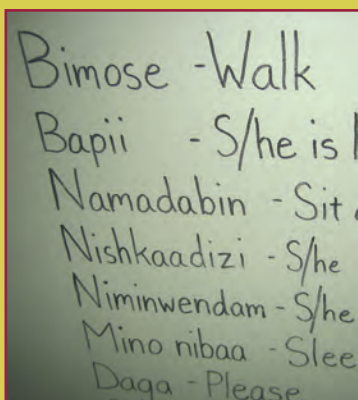 Bimose - Walk
Bapii - S/he is
Namadabin - Sit
Nishkaadizi - S/he
Niminwendam - S/he
Mino nibaa - Slee
Daga - Please